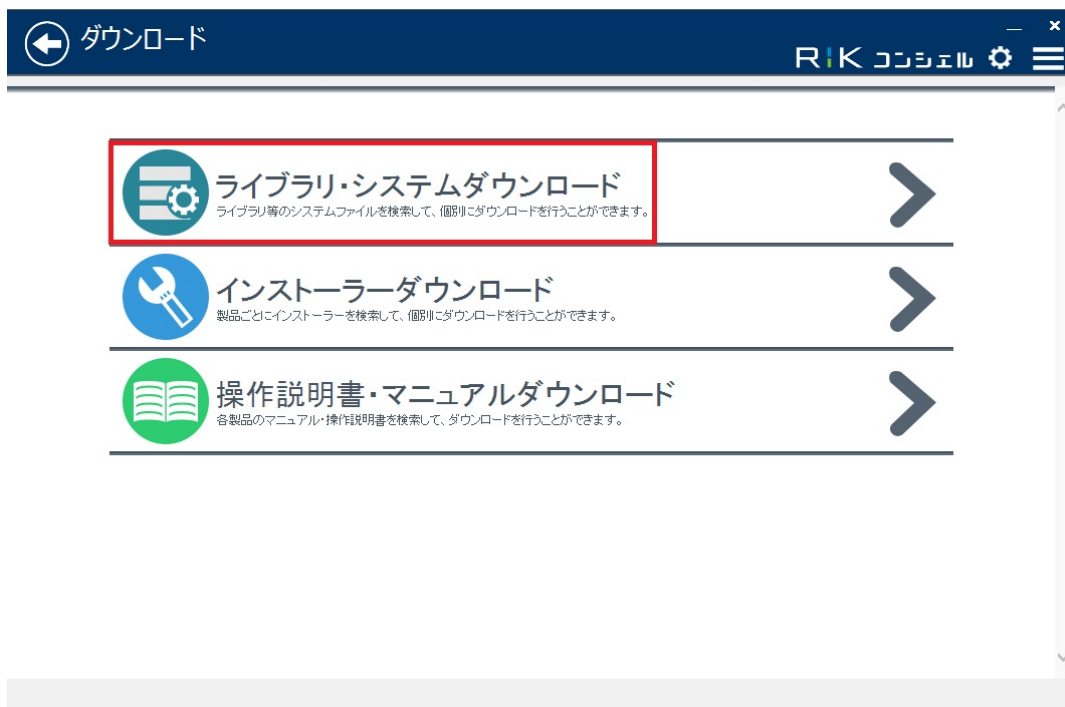 ダウンロード
RIK コンシェル
ライブラリ・システムダウンロード
ライブラリ等のシステムファイルを検索して、個別にダウンロードを行うことができます。
インストーラーダウンロード
製品ごとにインストーラーを検索して、個別にダウンロードを行うことができます。
操作説明書・マニュアルダウンロード
各製品のマニュアル・操作説明書を検索して、ダウンロードを行うことができます。